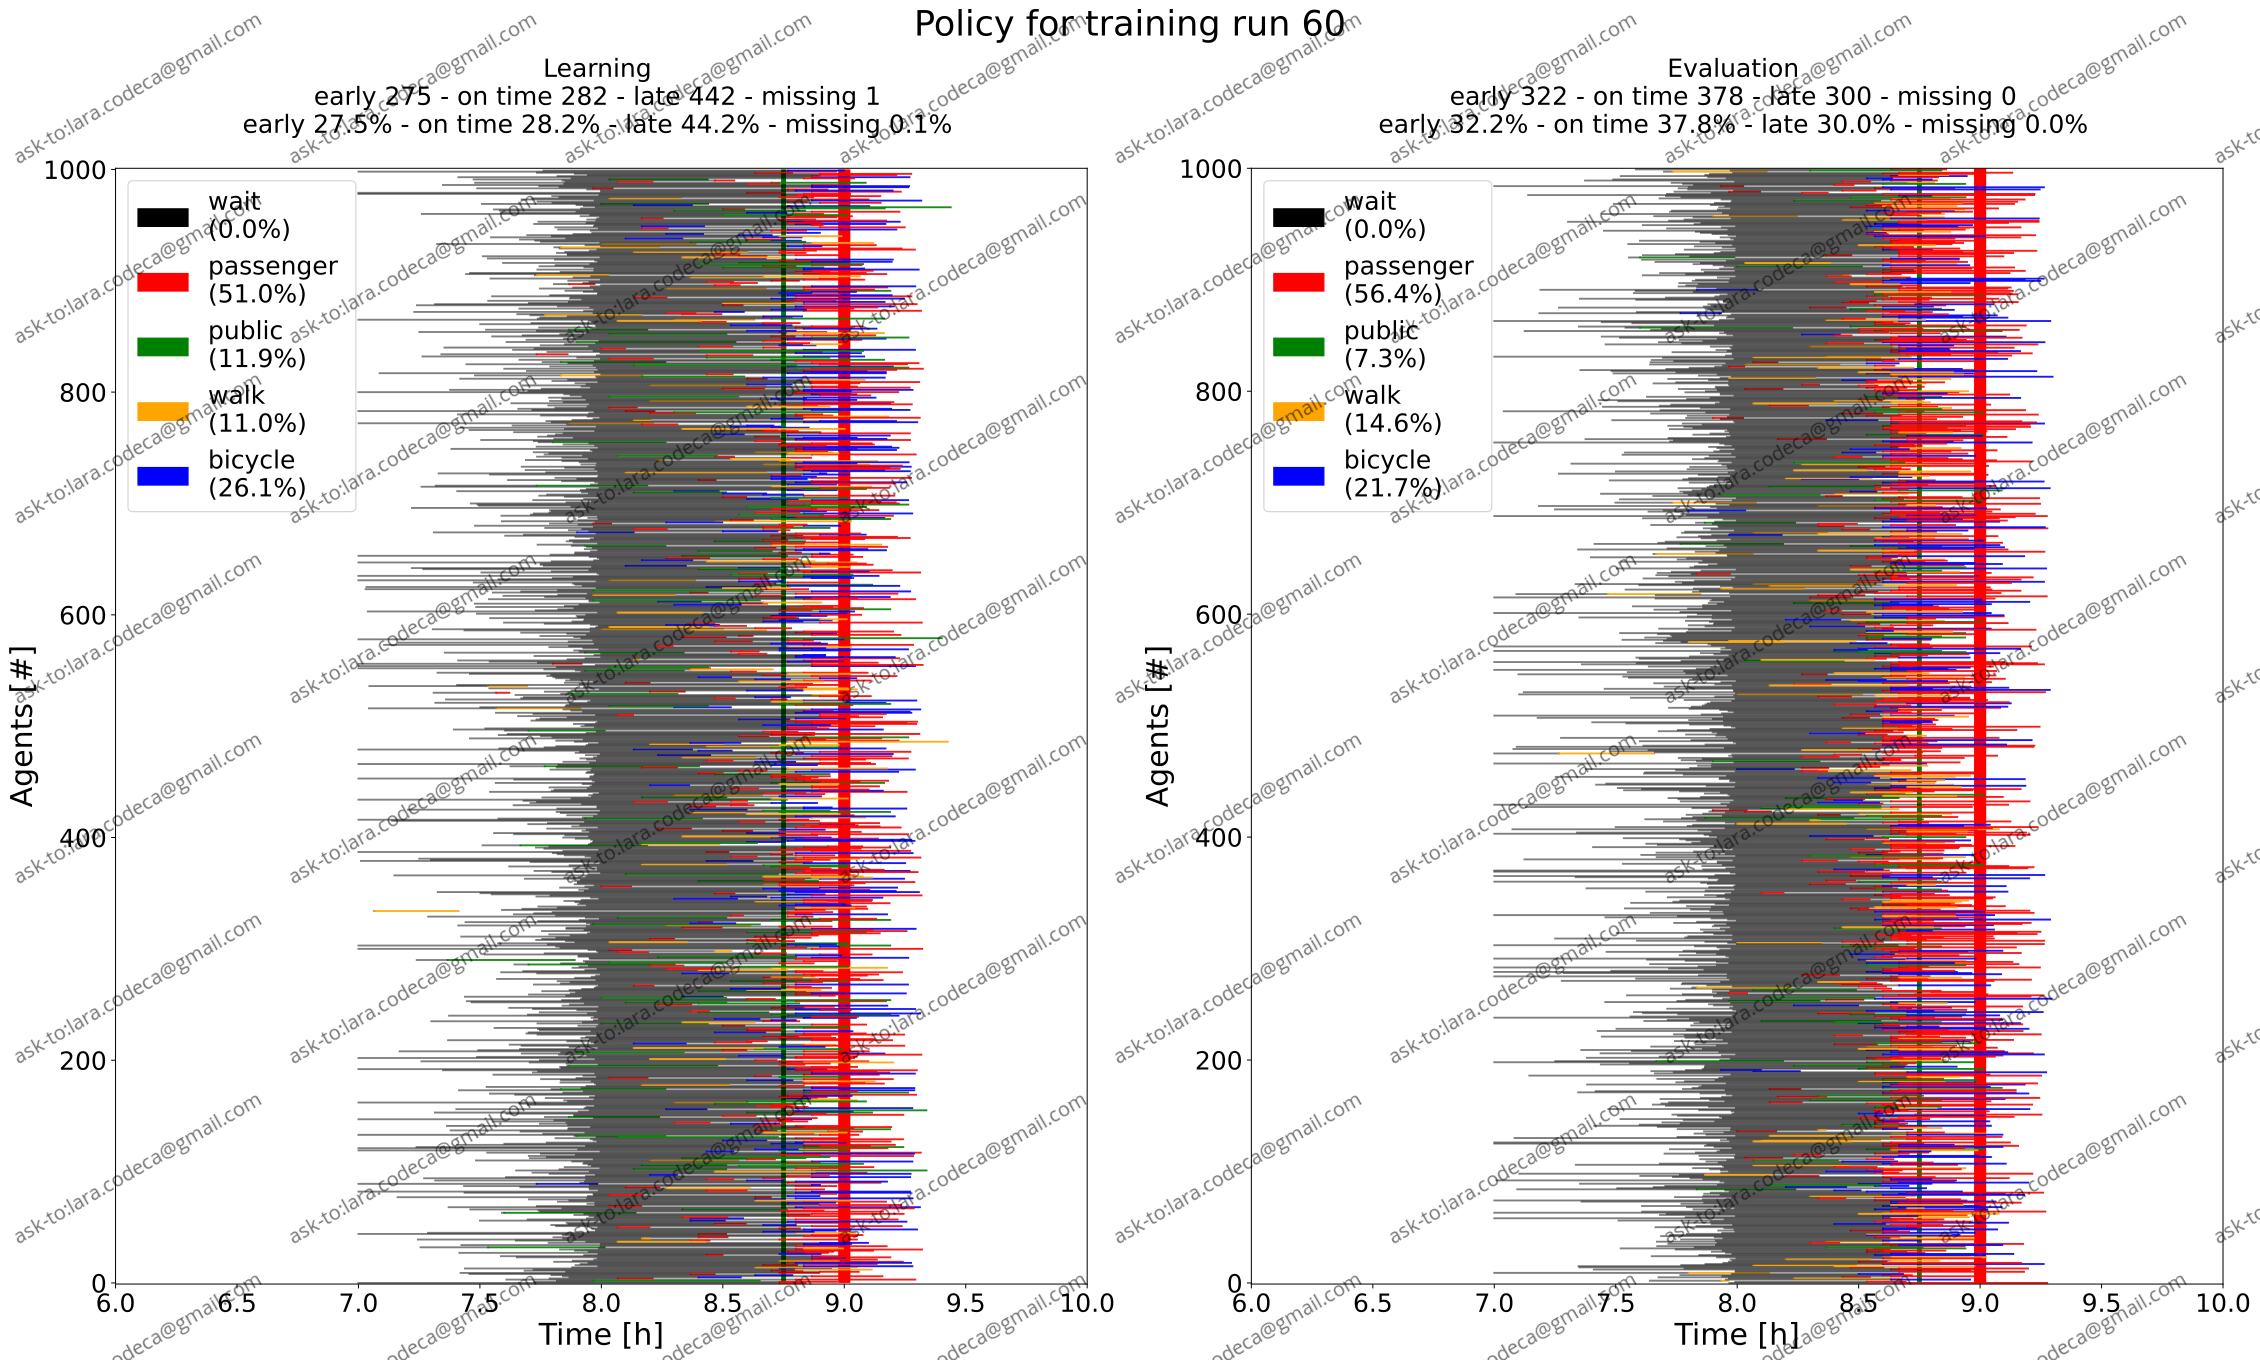 Policy for training run 60
Learning
early 275 - on time 282 - late 442 - missing 1
early 27.5% - on time 28.2% - late 44.2% - missing 0.1%
1000
800
600
400
200
0
Agents [#]
wait
(0.0%)
passenger
(51.0%)
public
(11.9%)
walk
(11.0%)
bicycle
(26.1%)
6.0 6.5 7.0 7.5 8.0 8.5 9.0 9.5 10.0
Time [h]
Evaluation
early 322 - on time 378 - late 300 - missing 0
early 32.2% - on time 37.8% - late 30.0% - missing 0.0%
1000
800
600
400
200
0
Agents [#]
wait
(0.0%)
passenger
(56.4%)
public
(7.3%)
walk
(14.6%)
bicycle
(21.7%)
6.0 6.5 7.0 7.5 8.0 8.5 9.0 9.5 10.0
Time [h]
ask-to:lara.codeca@gmail.com